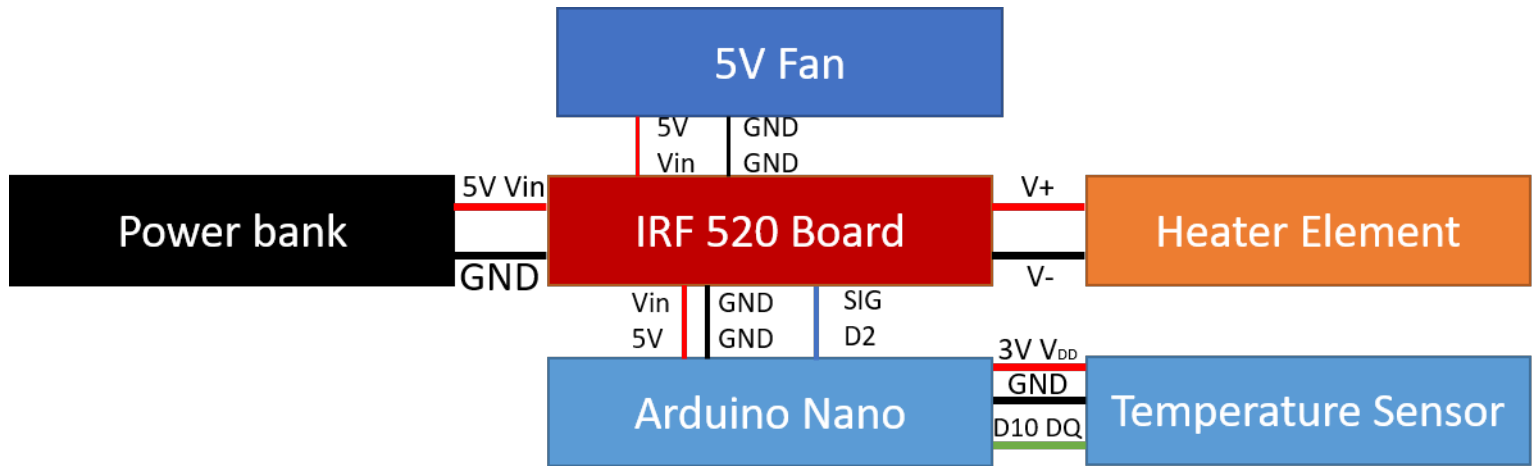 5V Fan
5V GND
Vin GND
5V Vin
V+
Power bank
IRF 520 Board
Heater Element
GND
V-
Vin GND SIG
5V GND D2
3V VDD
GND
D10 DQ
Arduino Nano
Temperature Sensor